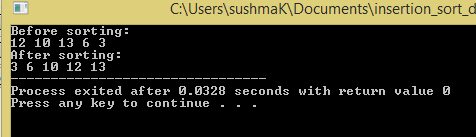 C:\Users\sushmaK\Documents\insertion_sort_d
Before sorting:
12 10 13 6 3
After sorting:
3 6 10 12 13
--------------------------------
Process exited after 0.0328 seconds with return value 0
Press any key to continue . . .